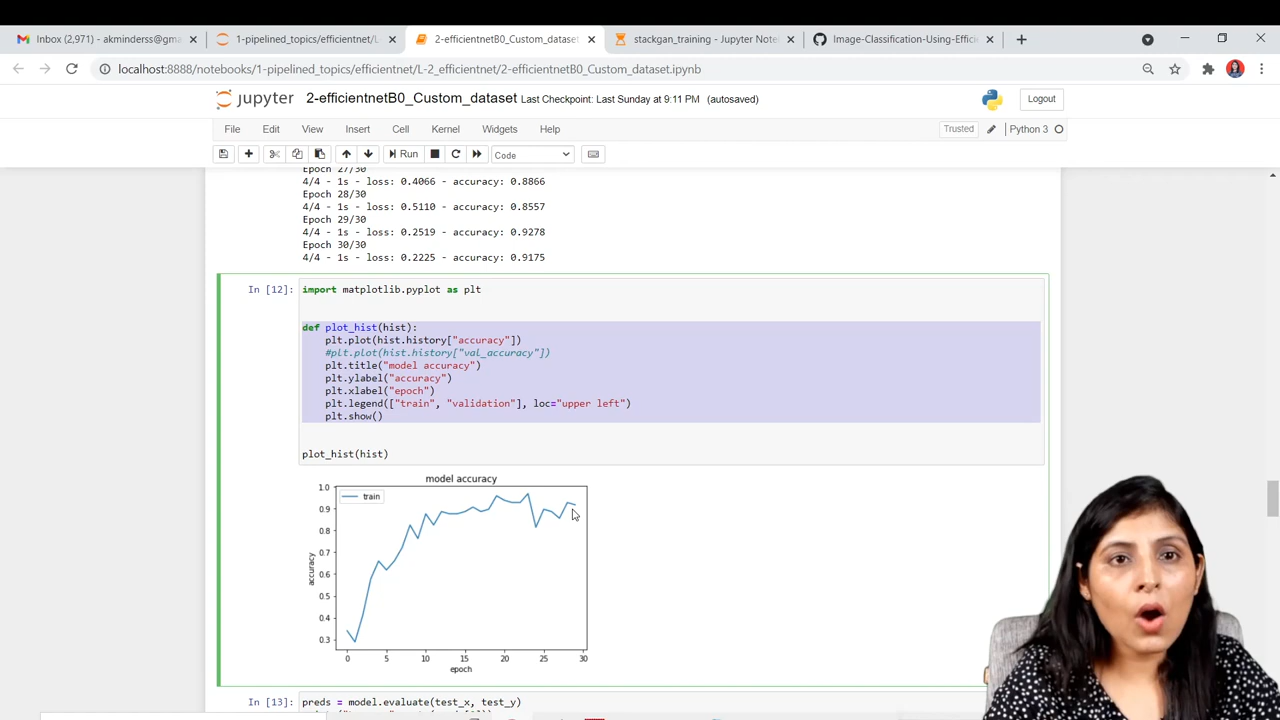 Inbox (2,971) - akminderss@gma
1-pipelined_topics/efficientnet/L-
2-efficientnetB0_Custom_dataset
stackgan_training - Jupyter Note
Image-Classification-Using-Effici
localhost:8888/notebooks/1-pipelined_topics/efficientnet/L-2_efficientnet/2-efficientnetB0_Custom_dataset.ipynb
jupyter 2-efficientnetB0_Custom_dataset Last Checkpoint: Last Sunday at 9:11 PM (autosaved)
Logout
File Edit View Insert Cell Kernel Widgets Help
Trusted
Python 3
Run
Code
Epoch 27/30
4/4 - 1s - loss: 0.4066 - accuracy: 0.8866
Epoch 28/30
4/4 - 1s - loss: 0.5110 - accuracy: 0.8557
Epoch 29/30
4/4 - 1s - loss: 0.2519 - accuracy: 0.9278
Epoch 30/30
4/4 - 1s - loss: 0.2225 - accuracy: 0.9175
In [12]:
import matplotlib.pyplot as plt
def plot_hist(hist):
plt.plot(hist.history["accuracy"])
#plt.plot(hist.history["val_accuracy"])
plt.title("model accuracy")
plt.ylabel("accuracy")
plt.xlabel("epoch")
plt.legend(["train", "validation"], loc="upper left")
plt.show()
plot_hist(hist)
model accuracy
train
1.0
0.9
0.8
0.7
0.6
0.5
0.4
0.3
accuracy
0 5 10 15 20 25 30
epoch
In [13]:
preds = model.evaluate(test_x, test_y)